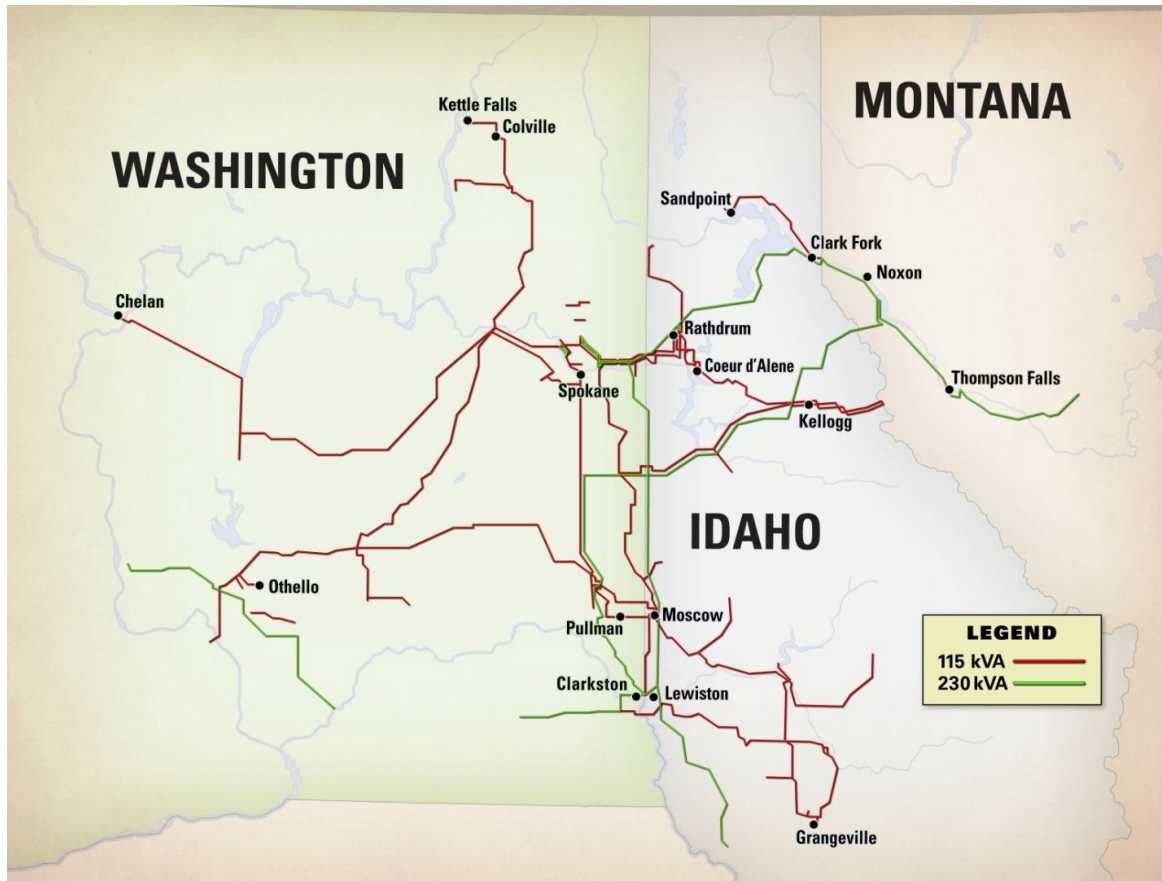 Kettle Falls
Colville
MONTANA
WASHINGTON
Sandpoint
Clark Fork
Noxon
Chelan
Rathdrum
Coeur d'Alene
Spokane
Thompson Falls
Kellogg
IDAHO
Othello
Pullman
Moscow
Clarkston
Lewiston
Grangeville
LEGEND
115 kVA
230 kVA